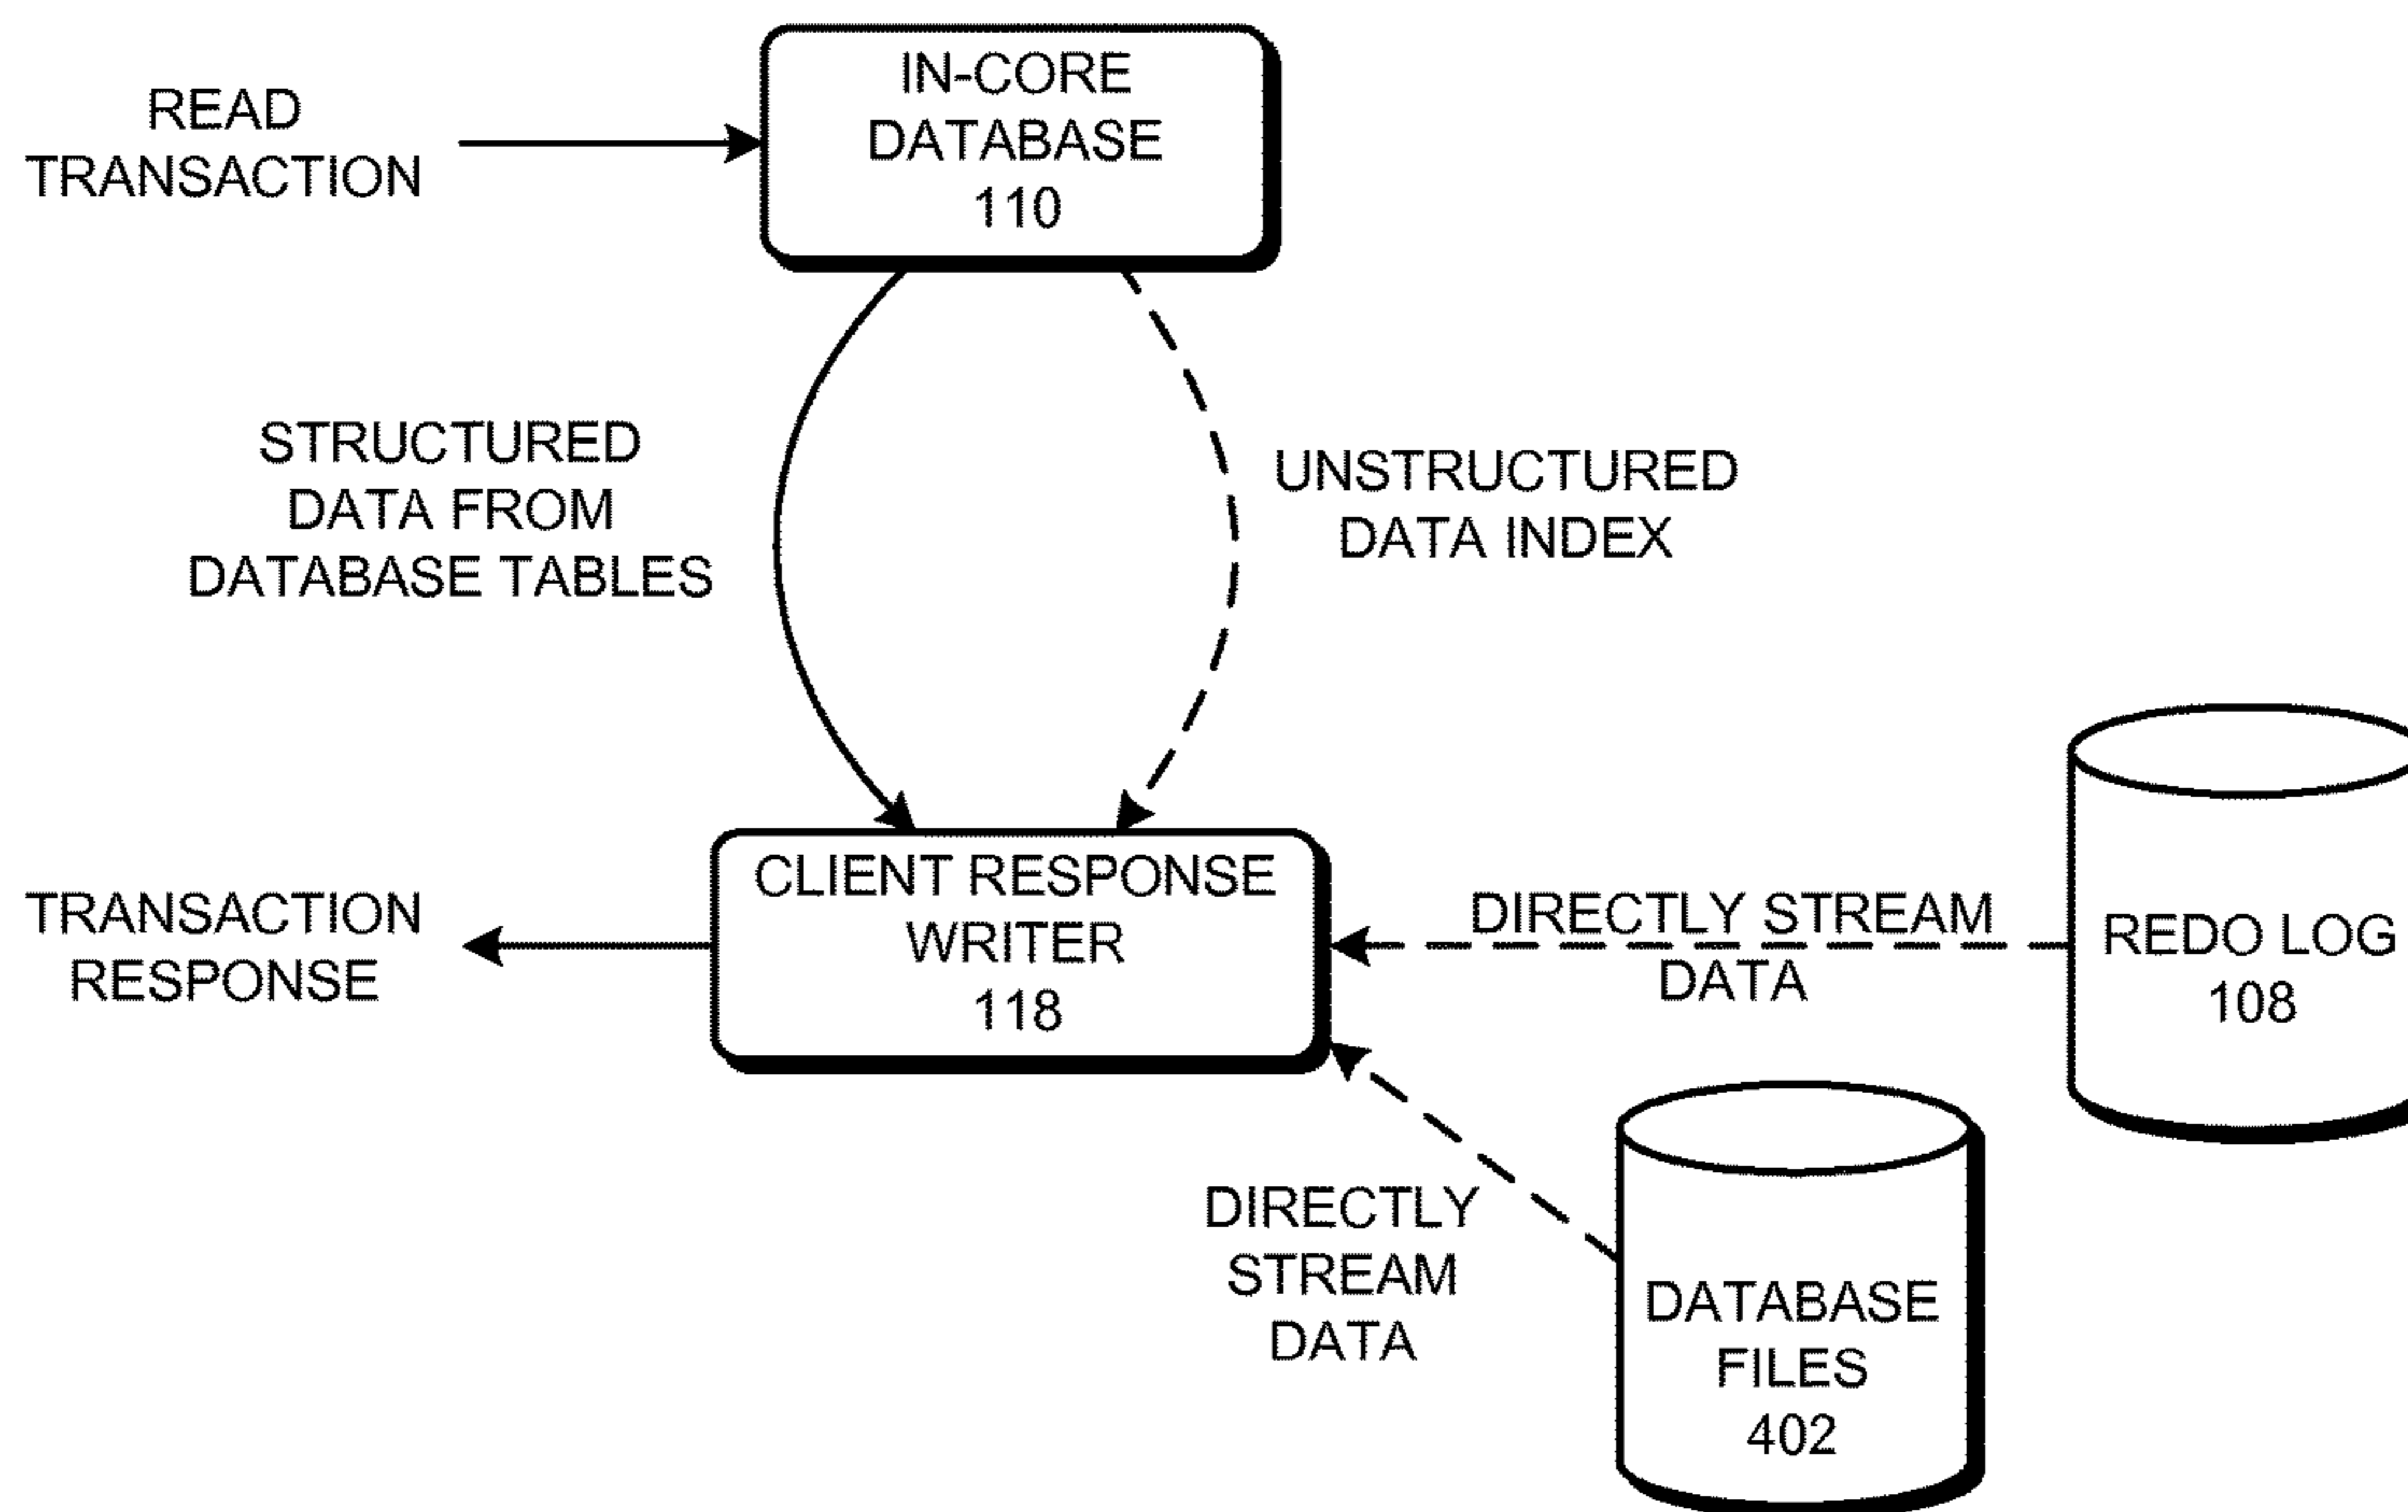 READ
TRANSACTION
IN-CORE
DATABASE
110
STRUCTURED
DATA FROM
DATABASE TABLES
UNSTRUCTURED
DATA INDEX
TRANSACTION
RESPONSE
CLIENT RESPONSE
WRITER
118
DIRECTLY STREAM
DATA
REDO LOG
108
DIRECTLY
STREAM
DATA
DATABASE
FILES
402